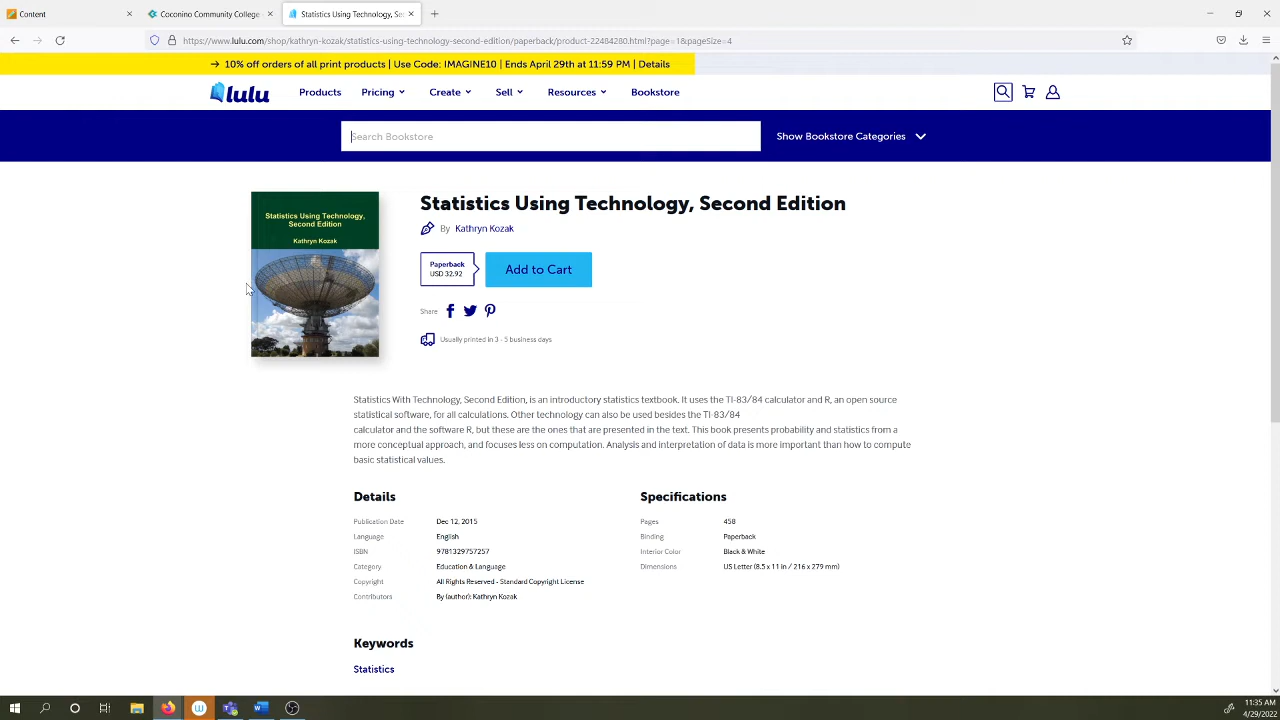 Content
Coconino Community College
Statistics Using Technology, Sec
https://www.lulu.com/shop/kathryn-kozak/statistics-using-technology-second-edition/paperback/product-22484280.html?page=1&pageSize=4
→ 10% off orders of all print products | Use Code: IMAGINE10 | Ends April 29th at 11:59 PM | Details
lulu Products Pricing Create Sell Resources Bookstore
Search Bookstore Show Bookstore Categories
Statistics Using Technology,
Second Edition
Kathryn Kozak
Statistics Using Technology, Second Edition
By Kathryn Kozak
Paperback
USD 32.92
Add to Cart
Share
Usually printed in 3 - 5 business days
Statistics With Technology, Second Edition, is an introductory statistics textbook. It uses the TI-83/84 calculator and R, an open source
statistical software, for all calculations. Other technology can also be used besides the TI-83/84
calculator and the software R, but these are the ones that are presented in the text. This book presents probability and statistics from a
more conceptual approach, and focuses less on computation. Analysis and interpretation of data is more important than how to compute
basic statistical values.
Details
Publication Date Dec 12, 2015
Language English
ISBN 9781329757257
Category Education & Language
Copyright All Rights Reserved - Standard Copyright License
Contributors By (author): Kathryn Kozak
Specifications
Pages 458
Binding Paperback
Interior Color Black & White
Dimensions US Letter (8.5 x 11 in / 216 x 279 mm)
Keywords
Statistics
11:35 AM
4/29/2022